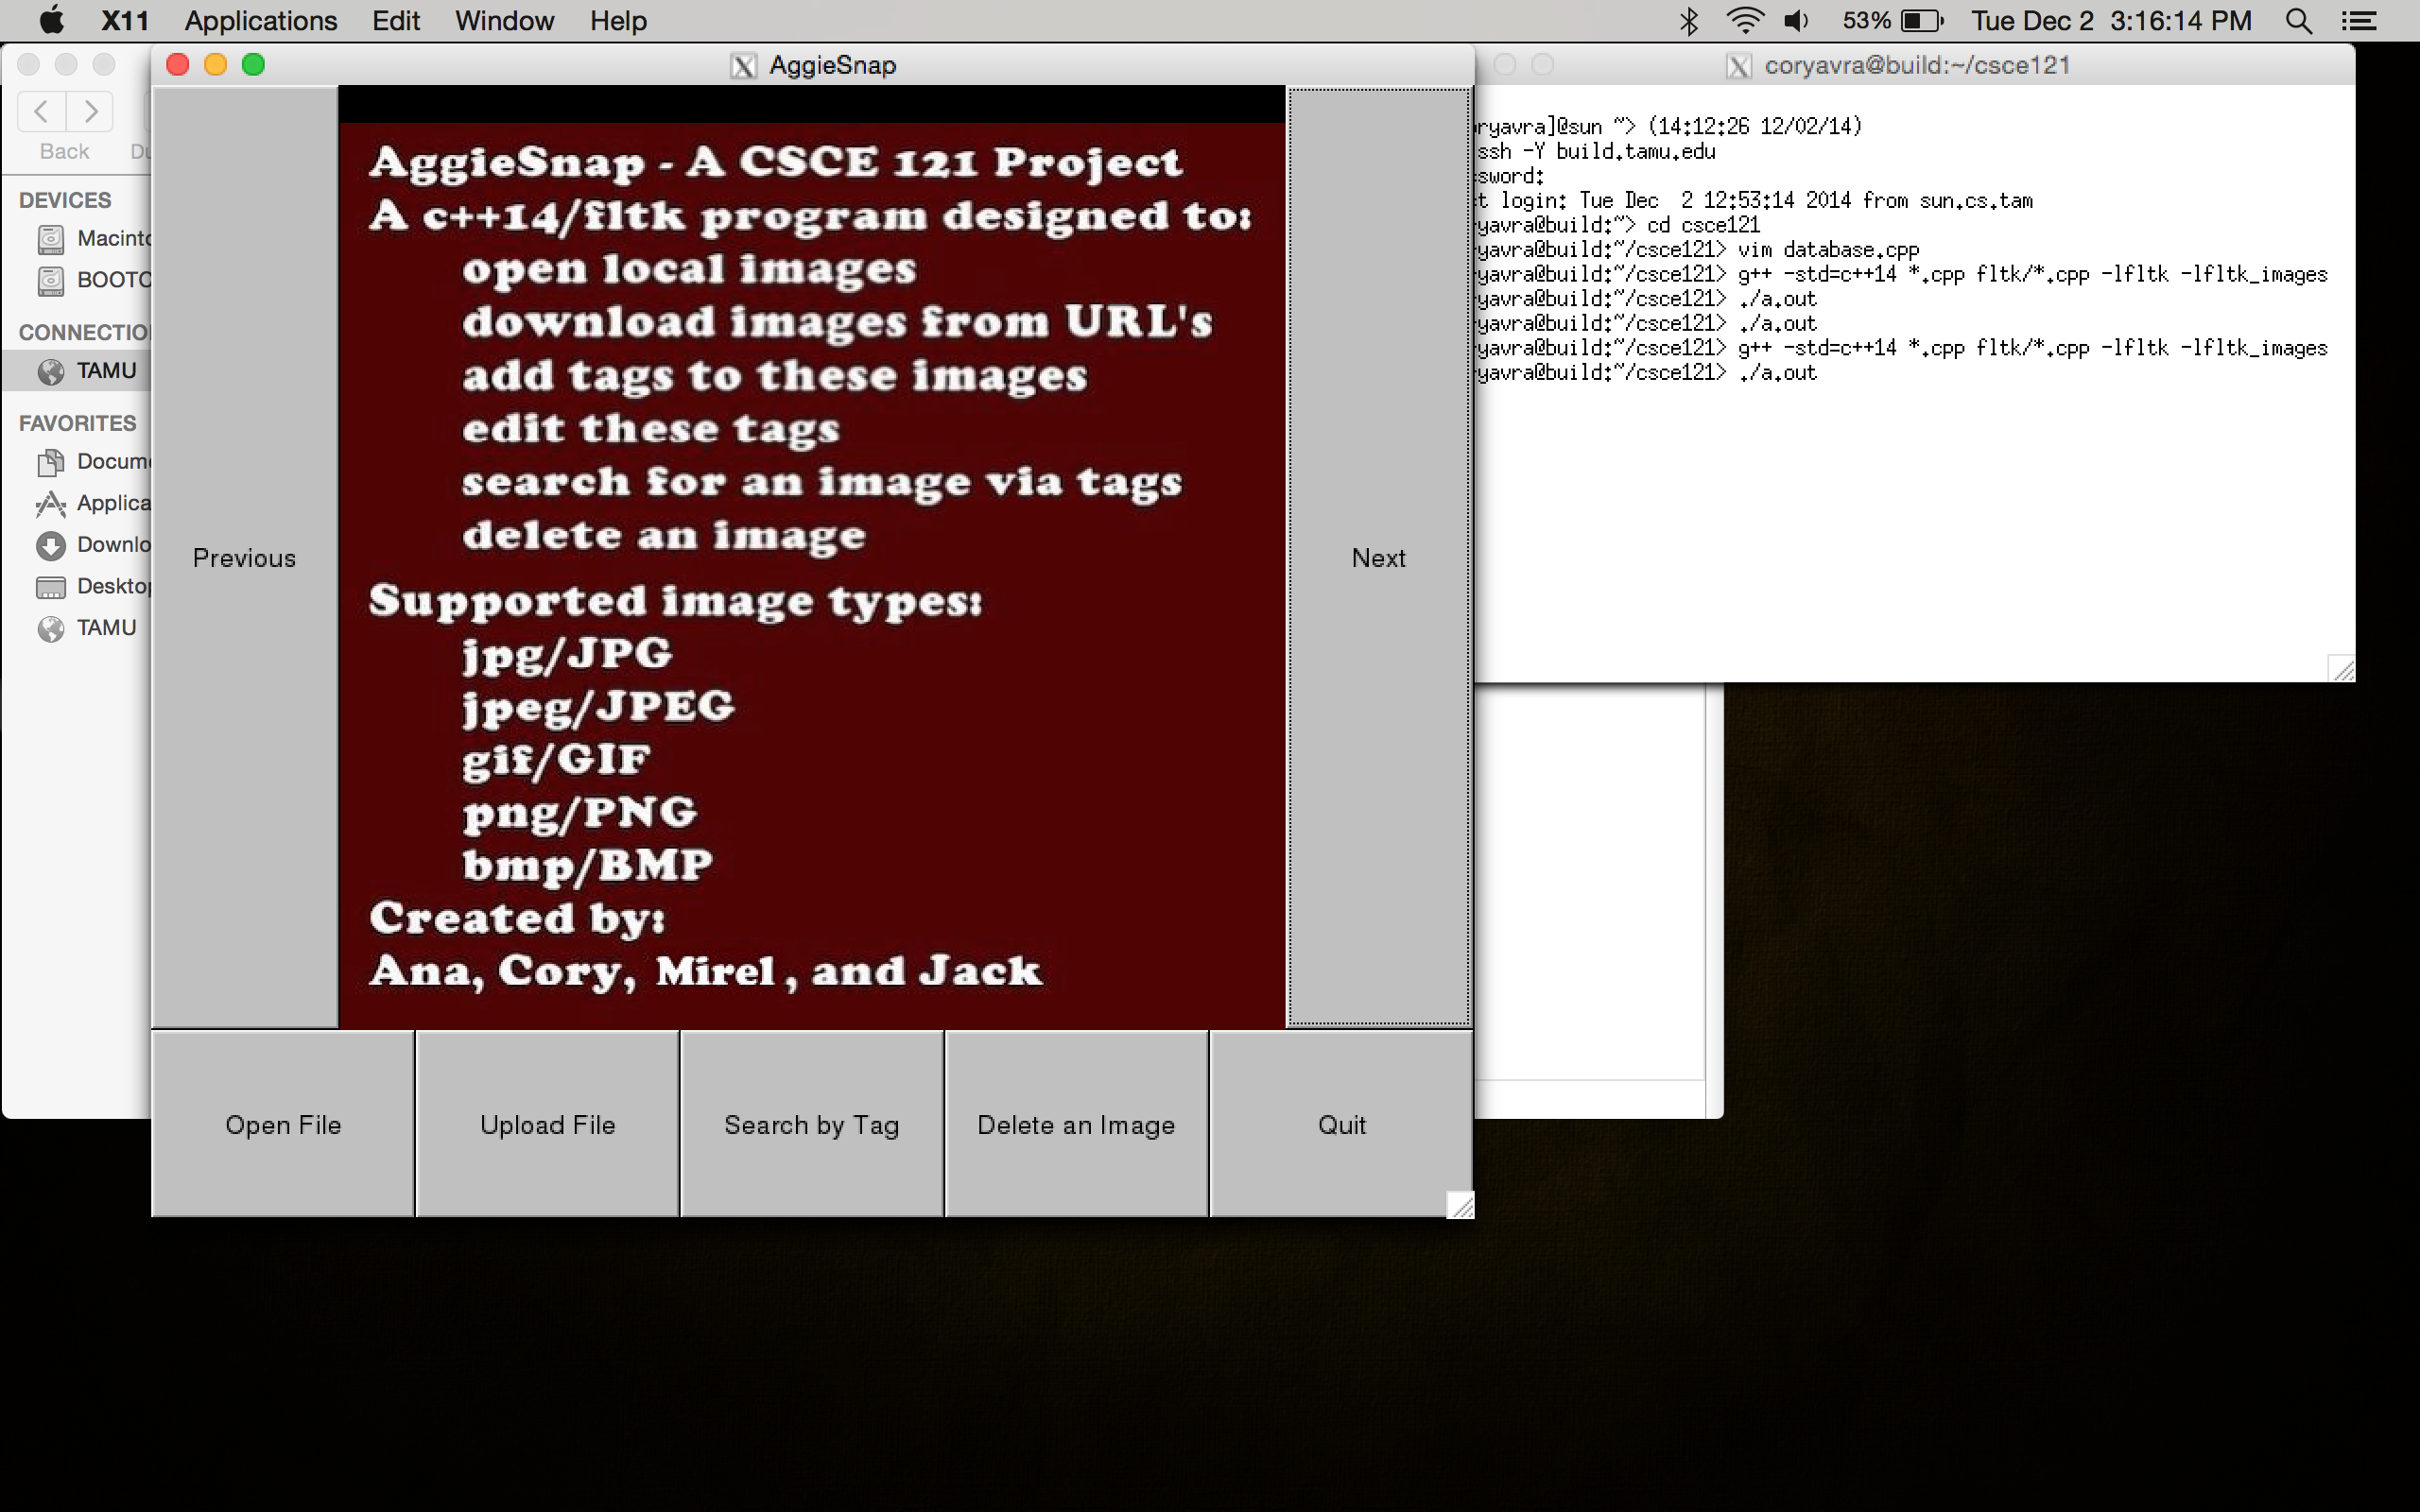 X11 Applications Edit Window Help 53% Tue Dec 2 3:16:14 PM
AggieSnap
coryavra@build:~/csce121
Back
DEVICES
CONNECTIO
TAMU
FAVORITES
TAMU
Previous
AggieSnap - A CSCE 121 Project
A c++14/fltk program designed to:
open local images
download images from URL's
add tags to these images
edit these tags
search for an image via tags
delete an image
Supported image types:
jpg/JPG
jpeg/JPEG
gif/GIF
png/PNG
bmp/BMP
Created by:
Ana, Cory, Mirel , and Jack
Next
Open File
Upload File
Search by Tag
Delete an Image
Quit
ryavra]@sun ~> (14:12:26 12/02/14)
ssh -Y build.tamu.edu
sword:
t login: Tue Dec  2 12:53:14 2014 from sun.cs.tam
yavra@build:~> cd csce121
yavra@build:~/csce121> vim database.cpp
yavra@build:~/csce121> g++ -std=c++14 *.cpp fltk/*.cpp -lfltk -lfltk_images
yavra@build:~/csce121> ./a.out
yavra@build:~/csce121> ./a.out
yavra@build:~/csce121> g++ -std=c++14 *.cpp fltk/*.cpp -lfltk -lfltk_images
yavra@build:~/csce121> ./a.out